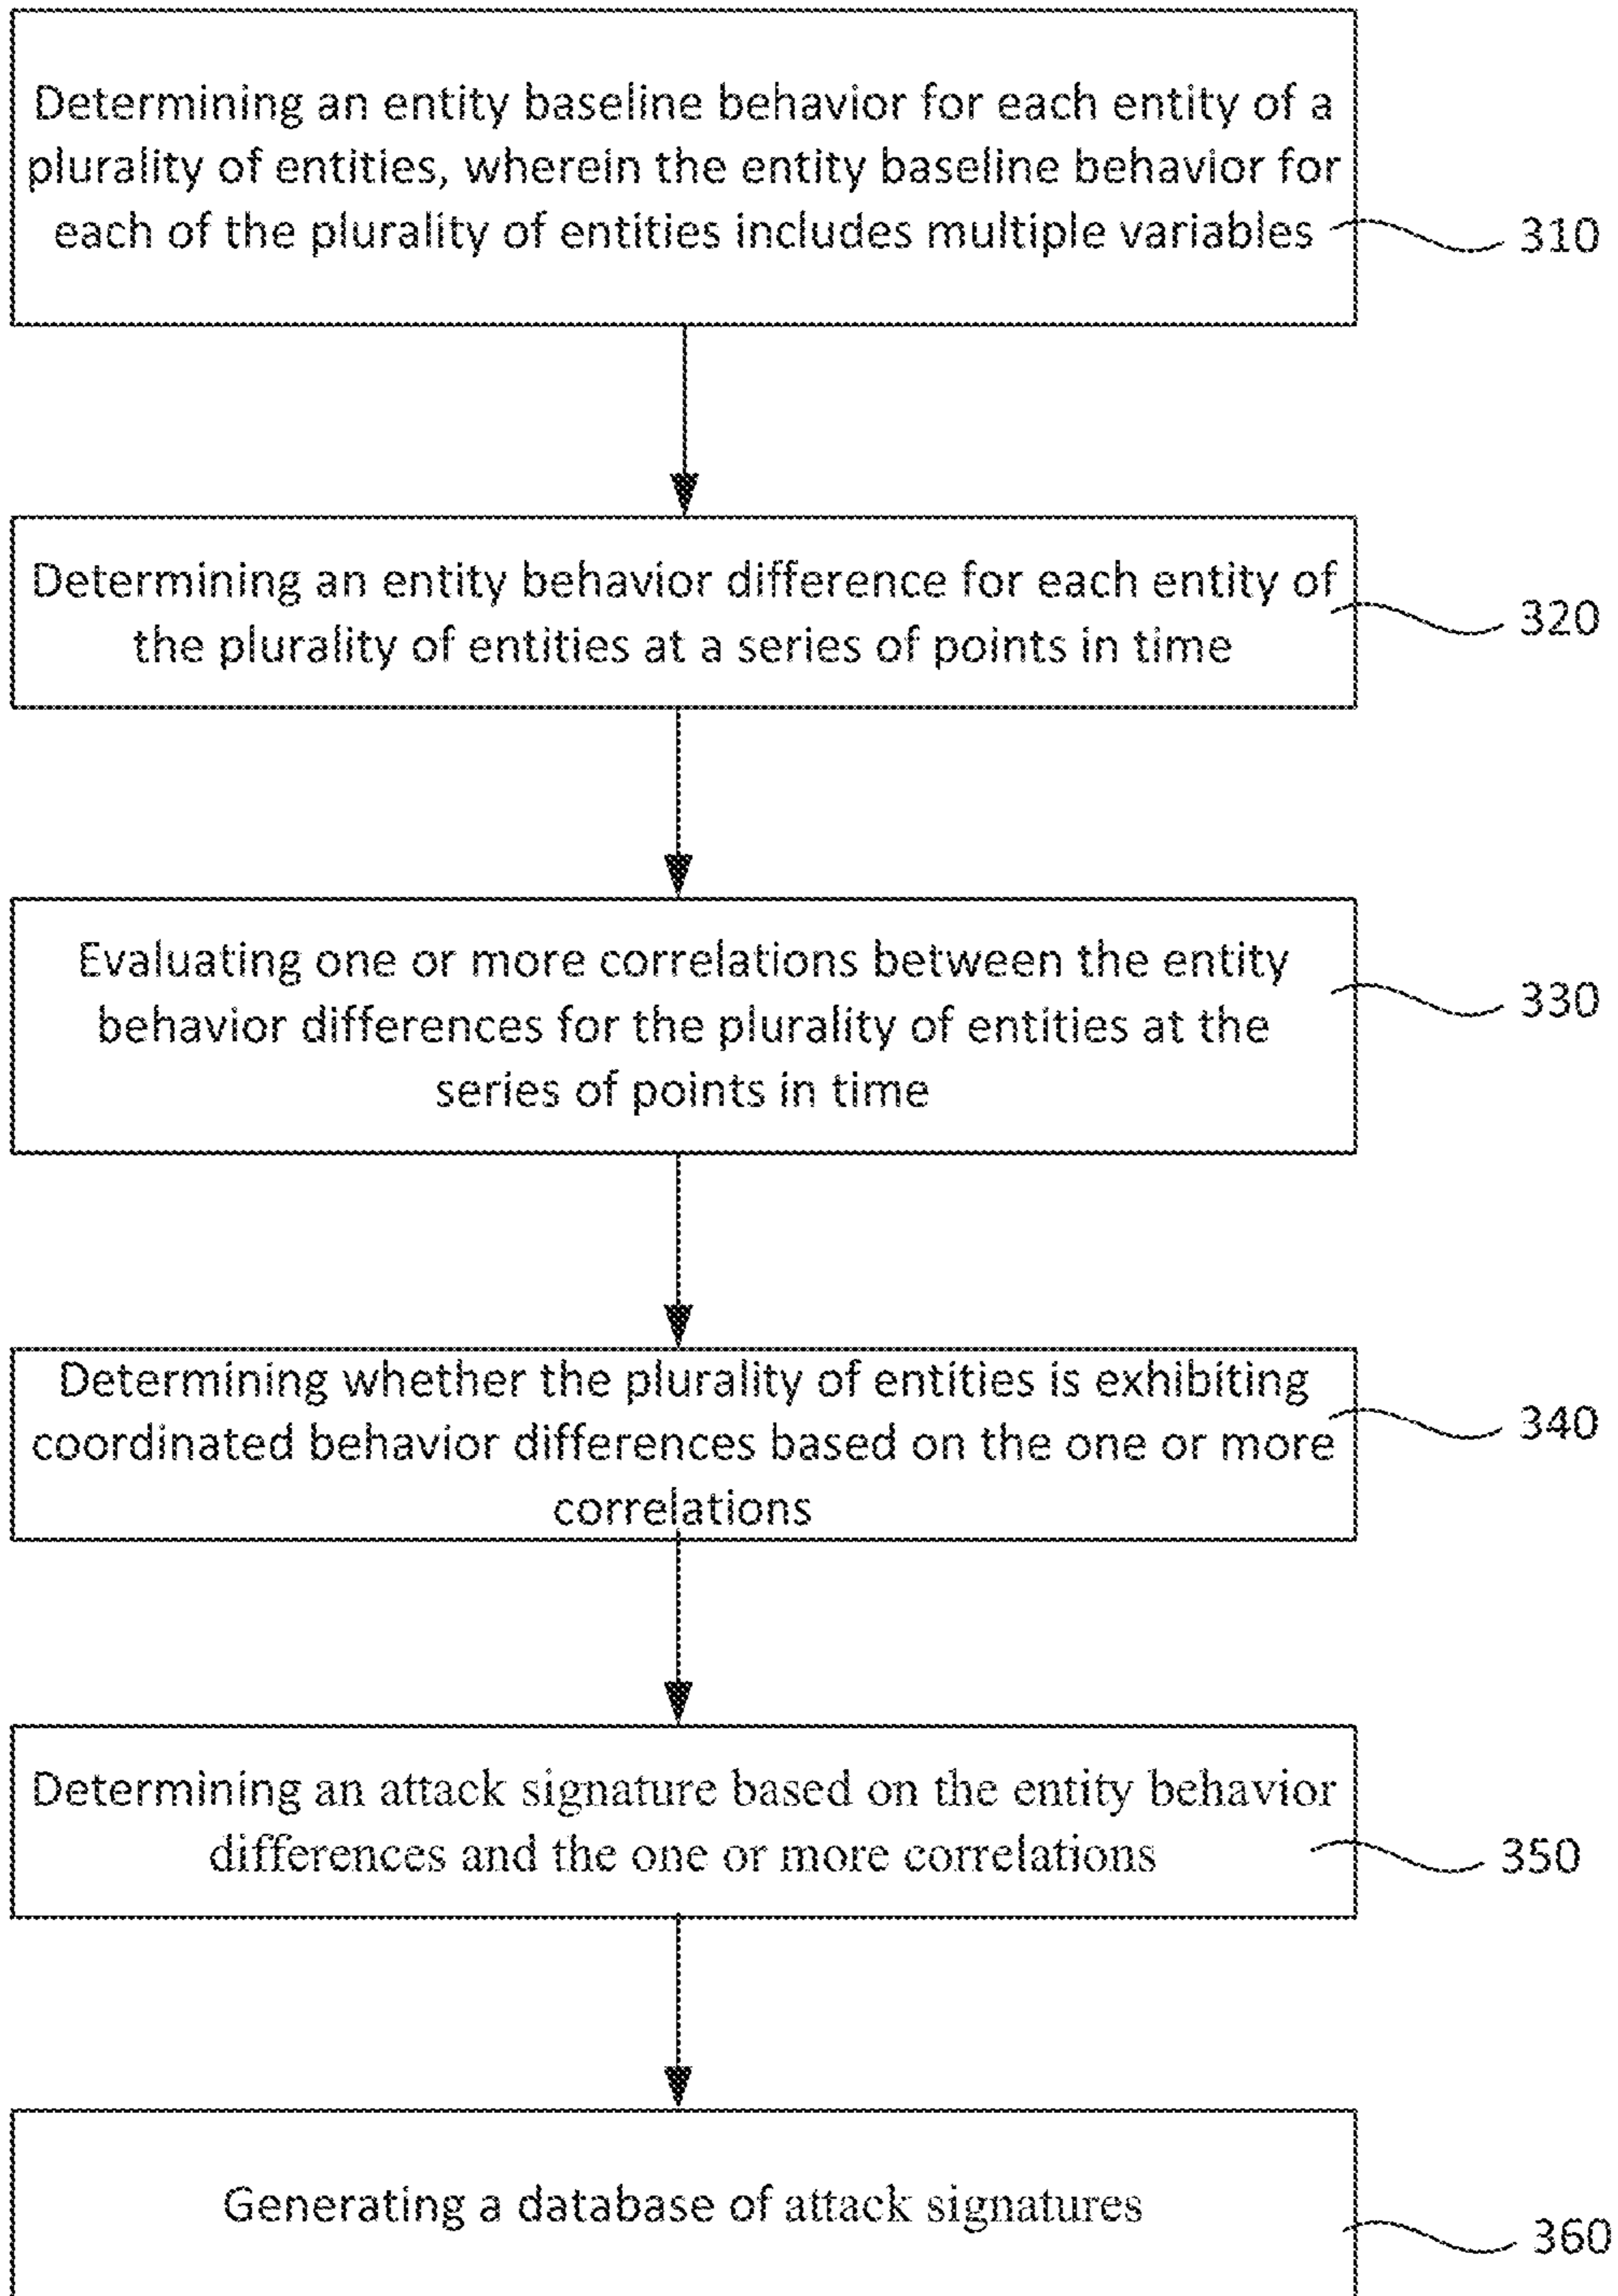 Determining an entity baseline behavior for each entity of a
plurality of entities, wherein the entity baseline behavior for
each of the plurality of entities includes multiple variables
310
Determining an entity behavior difference for each entity of
the plurality of entities at a series of points in time
320
Evaluating one or more correlations between the entity
behavior differences for the plurality of entities at the
series of points in time
330
Determining whether the plurality of entities is exhibiting
coordinated behavior differences based on the one or more
correlations
340
Determining an attack signature based on the entity behavior
differences and the one or more correlations
350
Generating a database of attack signatures
360